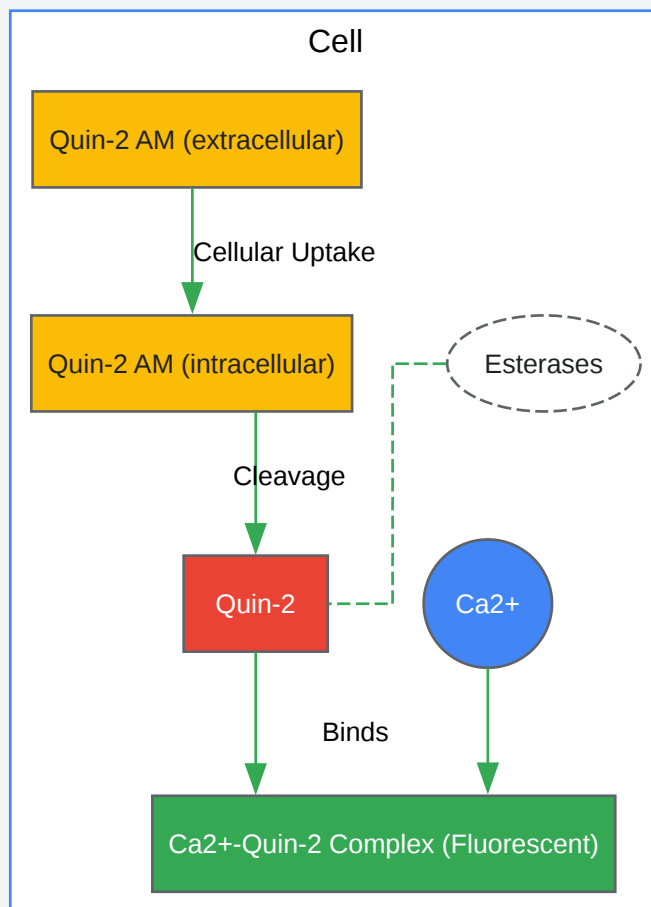 Cell
Quin-2 AM (extracellular)
Cellular Uptake
Quin-2 AM (intracellular)
Esterases
Cleavage
Quin-2
Ca2+
Binds
Ca2+-Quin-2 Complex (Fluorescent)